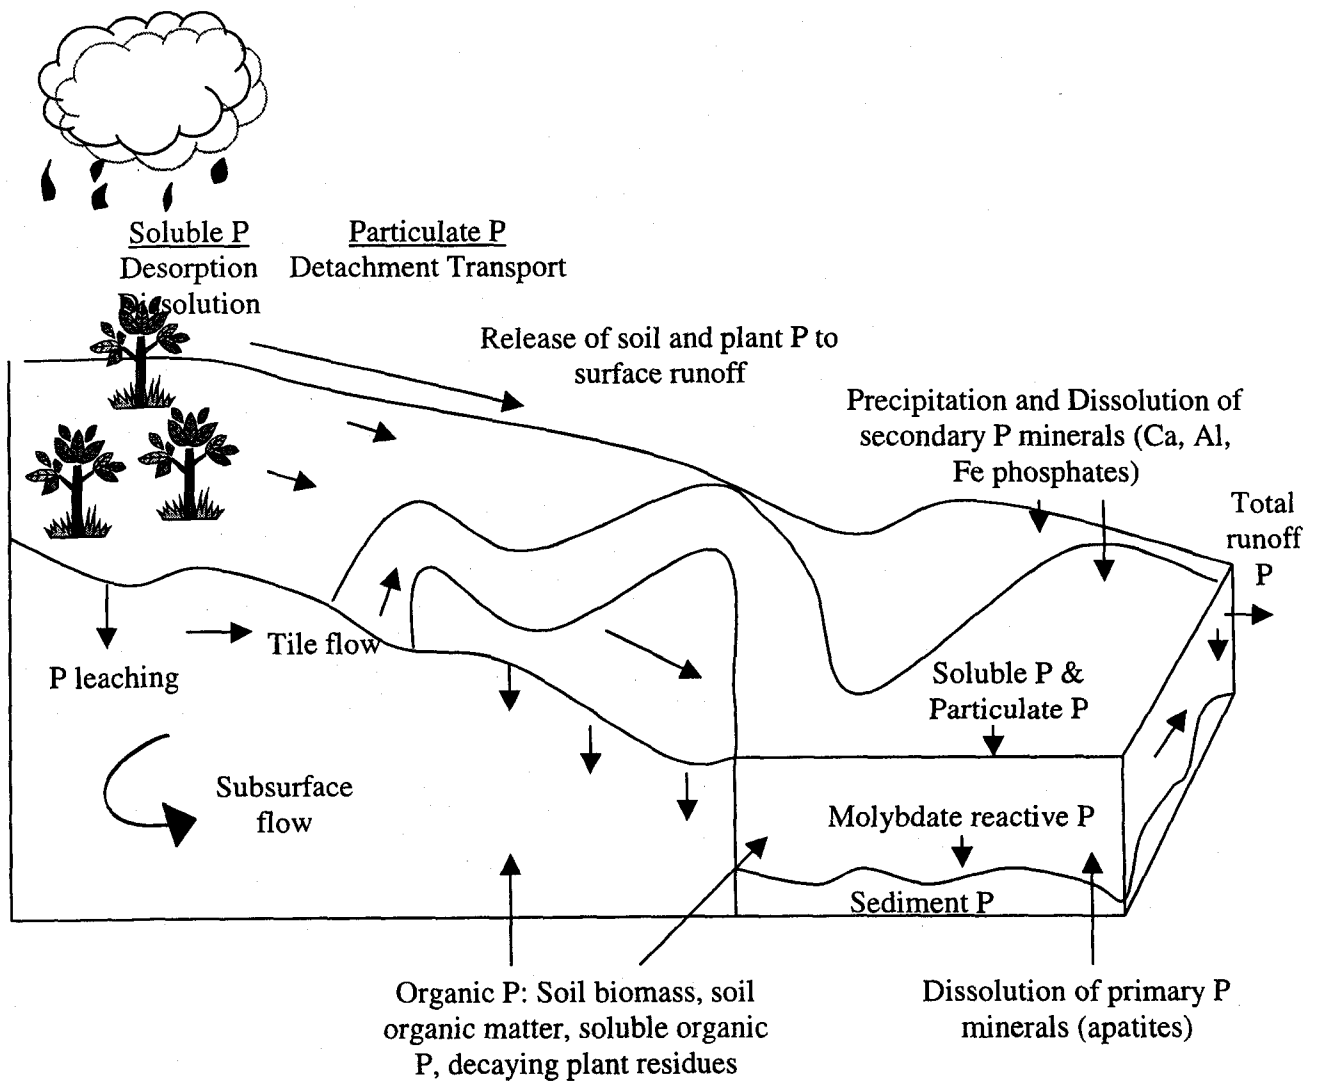 Soluble P
Desorption
Dissolution
Particulate P
Detachment Transport
Release of soil and plant P to
surface runoff
Precipitation and Dissolution of
secondary P minerals (Ca, Al,
Fe phosphates)
Total
runoff
P
Tile flow
P leaching
Soluble P &
Particulate P
Subsurface
flow
Molybdate reactive P
Sediment P
Organic P: Soil biomass, soil
organic matter, soluble organic
P, decaying plant residues
Dissolution of primary P
minerals (apatites)